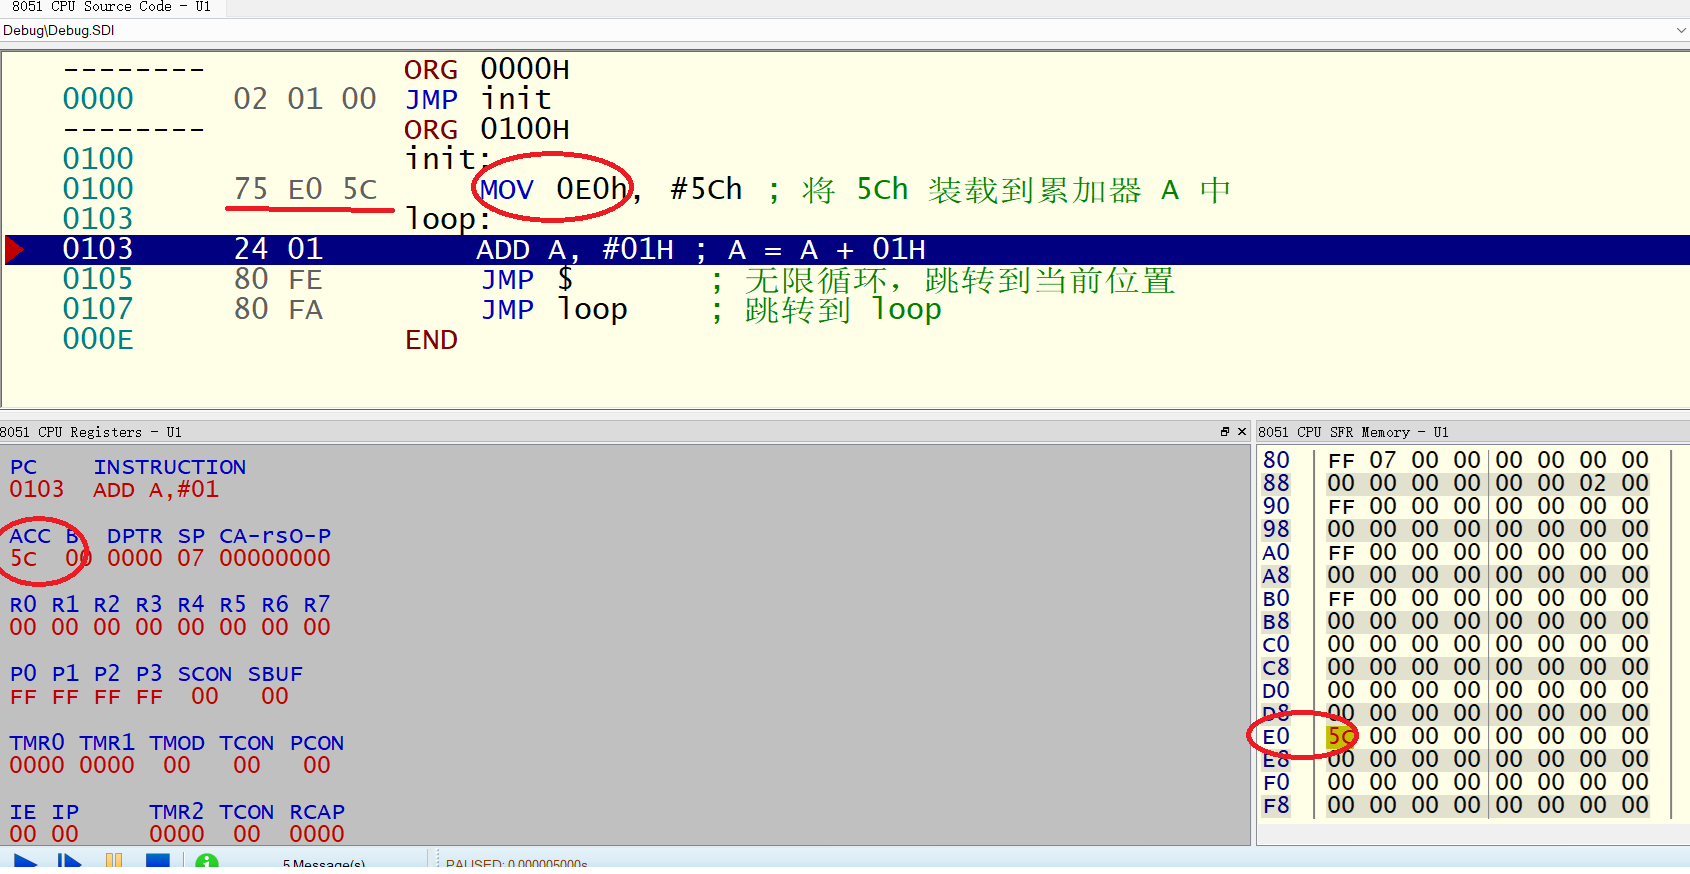 8051 CPU Source Code - U1
Debug\Debug.SDI
-------- ORG 0000H
0000 02 01 00 JMP init
-------- ORG 0100H
0100 init:
0100 75 E0 5C MOV 0E0h, #5Ch ; 将 5Ch 装载到累加器 A 中
0103 loop:
0103 24 01 ADD A, #01H ; A = A + 01H
0105 80 FE JMP $ ; 无限循环，跳转到当前位置
0107 80 FA JMP loop ; 跳转到 loop
000E END
8051 CPU Registers - U1
PC INSTRUCTION
0103 ADD A,#01
ACC B DPTR SP CA-rsO-P
5C 00 0000 07 00000000
R0 R1 R2 R3 R4 R5 R6 R7
00 00 00 00 00 00 00 00
P0 P1 P2 P3 SCON SBUF
FF FF FF FF 00 00
TMR0 TMR1 TMOD TCON PCON
0000 0000 00 00 00
IE IP TMR2 TCON RCAP
00 00 0000 00 0000
8051 CPU SFR Memory - U1
80 FF 07 00 00 00 00 00 00
88 00 00 00 00 00 00 02 00
90 FF 00 00 00 00 00 00 00
98 00 00 00 00 00 00 00 00
A0 FF 00 00 00 00 00 00 00
A8 00 00 00 00 00 00 00 00
B0 FF 00 00 00 00 00 00 00
B8 00 00 00 00 00 00 00 00
C0 00 00 00 00 00 00 00 00
C8 00 00 00 00 00 00 00 00
D0 00 00 00 00 00 00 00 00
D8 00 00 00 00 00 00 00 00
E0 5C 00 00 00 00 00 00 00
E8 00 00 00 00 00 00 00 00
F0 00 00 00 00 00 00 00 00
F8 00 00 00 00 00 00 00 00
5 Message(s)
PAUSED: 0.000005000s